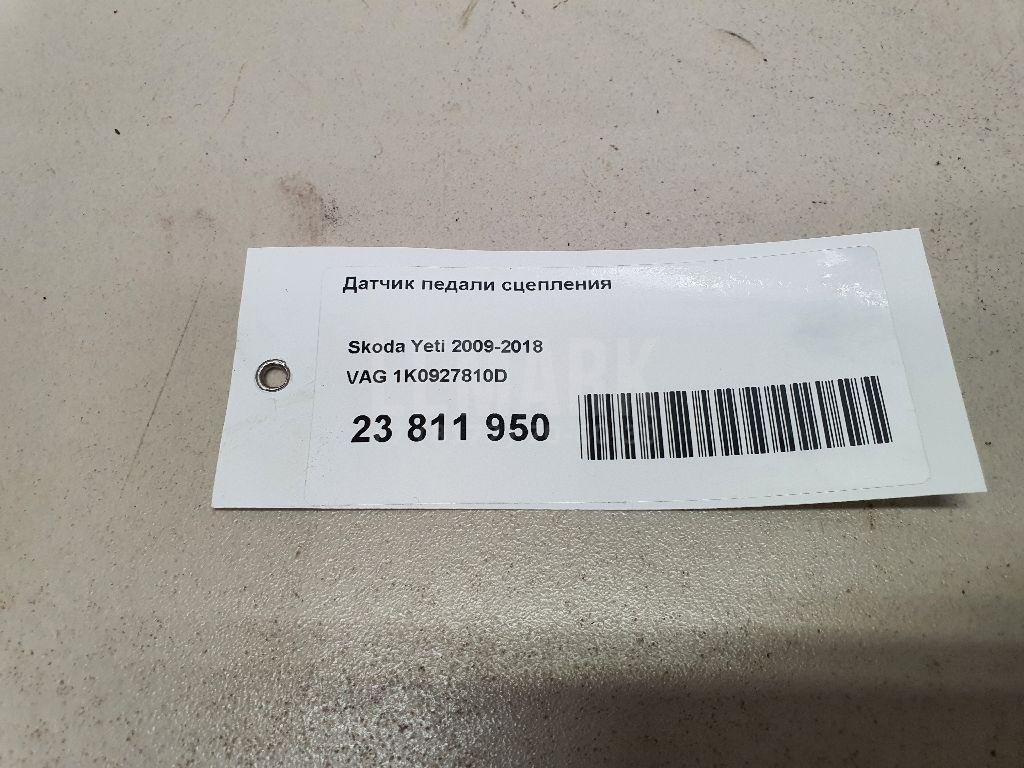 Датчик педали сцепления
Skoda Yeti 2009-2018
VAG 1K0927810D
23 811 950